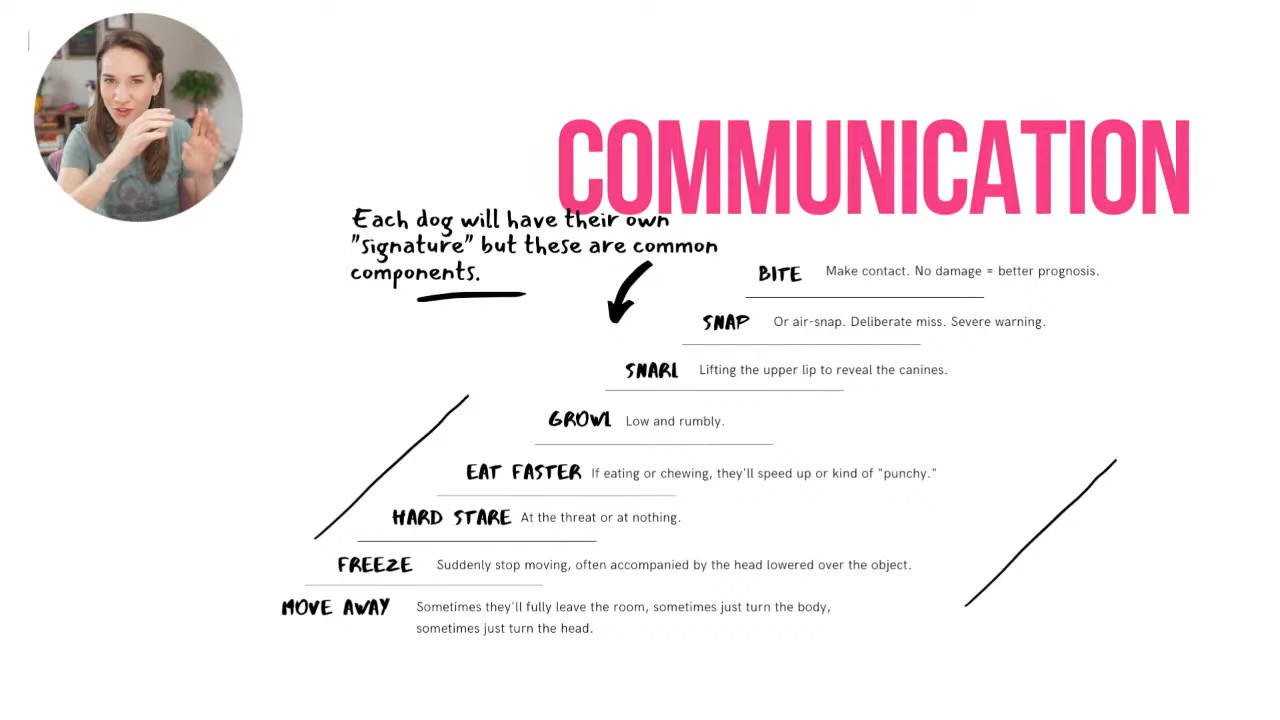 COMMUNICATION
Each dog will have their own
"signature" but these are common
components.
BITE Make contact. No damage = better prognosis.
SNAP Or air-snap. Deliberate miss. Severe warning.
SNARL Lifting the upper lip to reveal the canines.
GROWL Low and rumbly.
EAT FASTER If eating or chewing, they'll speed up or kind of "punchy."
HARD STARE At the threat or at nothing.
FREEZE Suddenly stop moving, often accompanied by the head lowered over the object.
MOVE AWAY Sometimes they'll fully leave the room, sometimes just turn the body,
sometimes just turn the head.